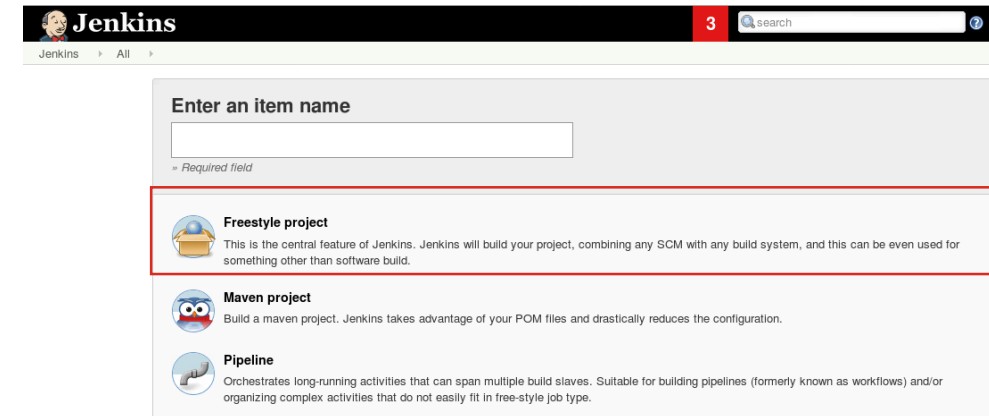 Jenkins
3
search
Jenkins
All
Enter an item name
» Required field
Freestyle project
This is the central feature of Jenkins. Jenkins will build your project, combining any SCM with any build system, and this can be even used for
something other than software build.
Maven project
Build a maven project. Jenkins takes advantage of your POM files and drastically reduces the configuration.
Pipeline
Orchestrates long-running activities that can span multiple build slaves. Suitable for building pipelines (formerly known as workflows) and/or
organizing complex activities that do not easily fit in free-style job type.